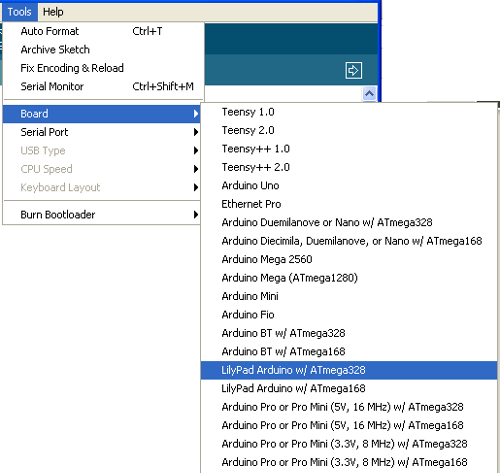 Tools Help
Auto Format Ctrl+T
Archive Sketch
Fix Encoding & Reload
Serial Monitor Ctrl+Shift+M
Board
Serial Port
USB Type
CPU Speed
Keyboard Layout
Burn Bootloader
Teensy 1.0
Teensy 2.0
Teensy++ 1.0
Teensy++ 2.0
Arduino Uno
Ethernet Pro
Arduino Duemilanove or Nano w/ ATmega328
Arduino Diecimila, Duemilanove, or Nano w/ ATmega168
Arduino Mega 2560
Arduino Mega (ATmega1280)
Arduino Mini
Arduino Fio
Arduino BT w/ ATmega328
Arduino BT w/ ATmega168
LilyPad Arduino w/ ATmega328
LilyPad Arduino w/ ATmega168
Arduino Pro or Pro Mini (5V, 16 MHz) w/ ATmega328
Arduino Pro or Pro Mini (5V, 16 MHz) w/ ATmega168
Arduino Pro or Pro Mini (3.3V, 8 MHz) w/ ATmega328
Arduino Pro or Pro Mini (3.3V, 8 MHz) w/ ATmega168